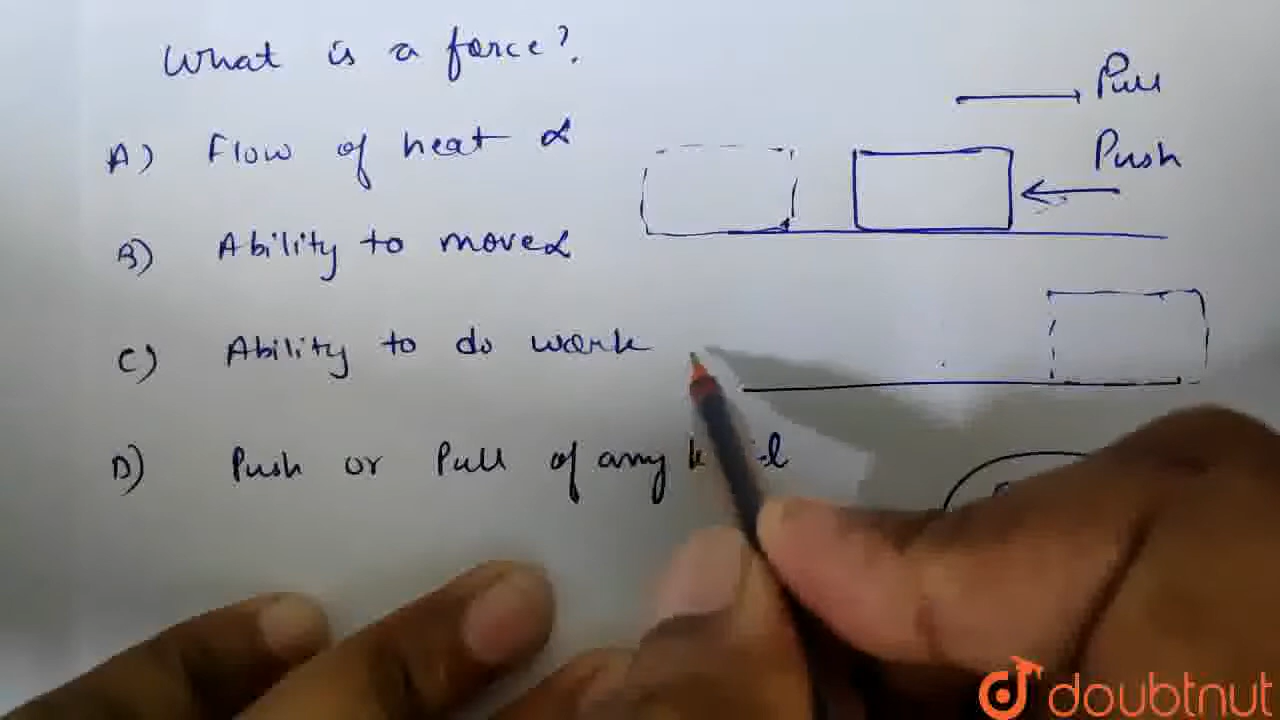 What is a force?
A) Flow of heat
B) Ability to move
C) Ability to do work
D) Push or Pull of any
Pull
Push
doubtnut